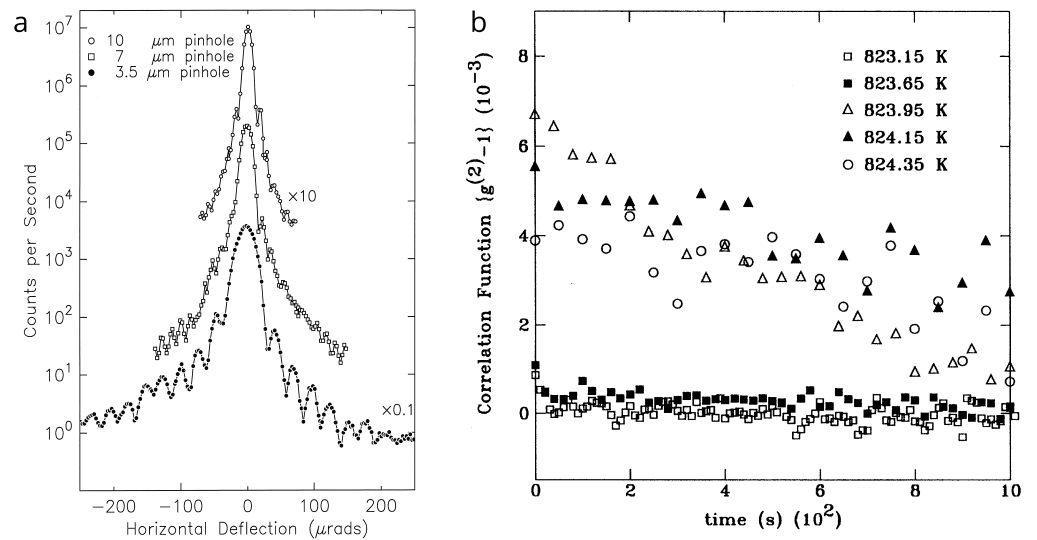 a
10⁷
10⁶
10⁵
10⁴
10³
10²
10¹
10⁰
Counts per Second
○ 10 μm pinhole
□ 7 μm pinhole
● 3.5 μm pinhole
×10
×0.1
−200 −100 0 100 200
Horizontal Deflection (μrads)
b
8
6
4
2
0
Correlation Function {g⁽²⁾−1} (10⁻³)
□ 823.15 K
■ 823.65 K
△ 823.95 K
▲ 824.15 K
○ 824.35 K
0 2 4 6 8 10
time (s) (10²)